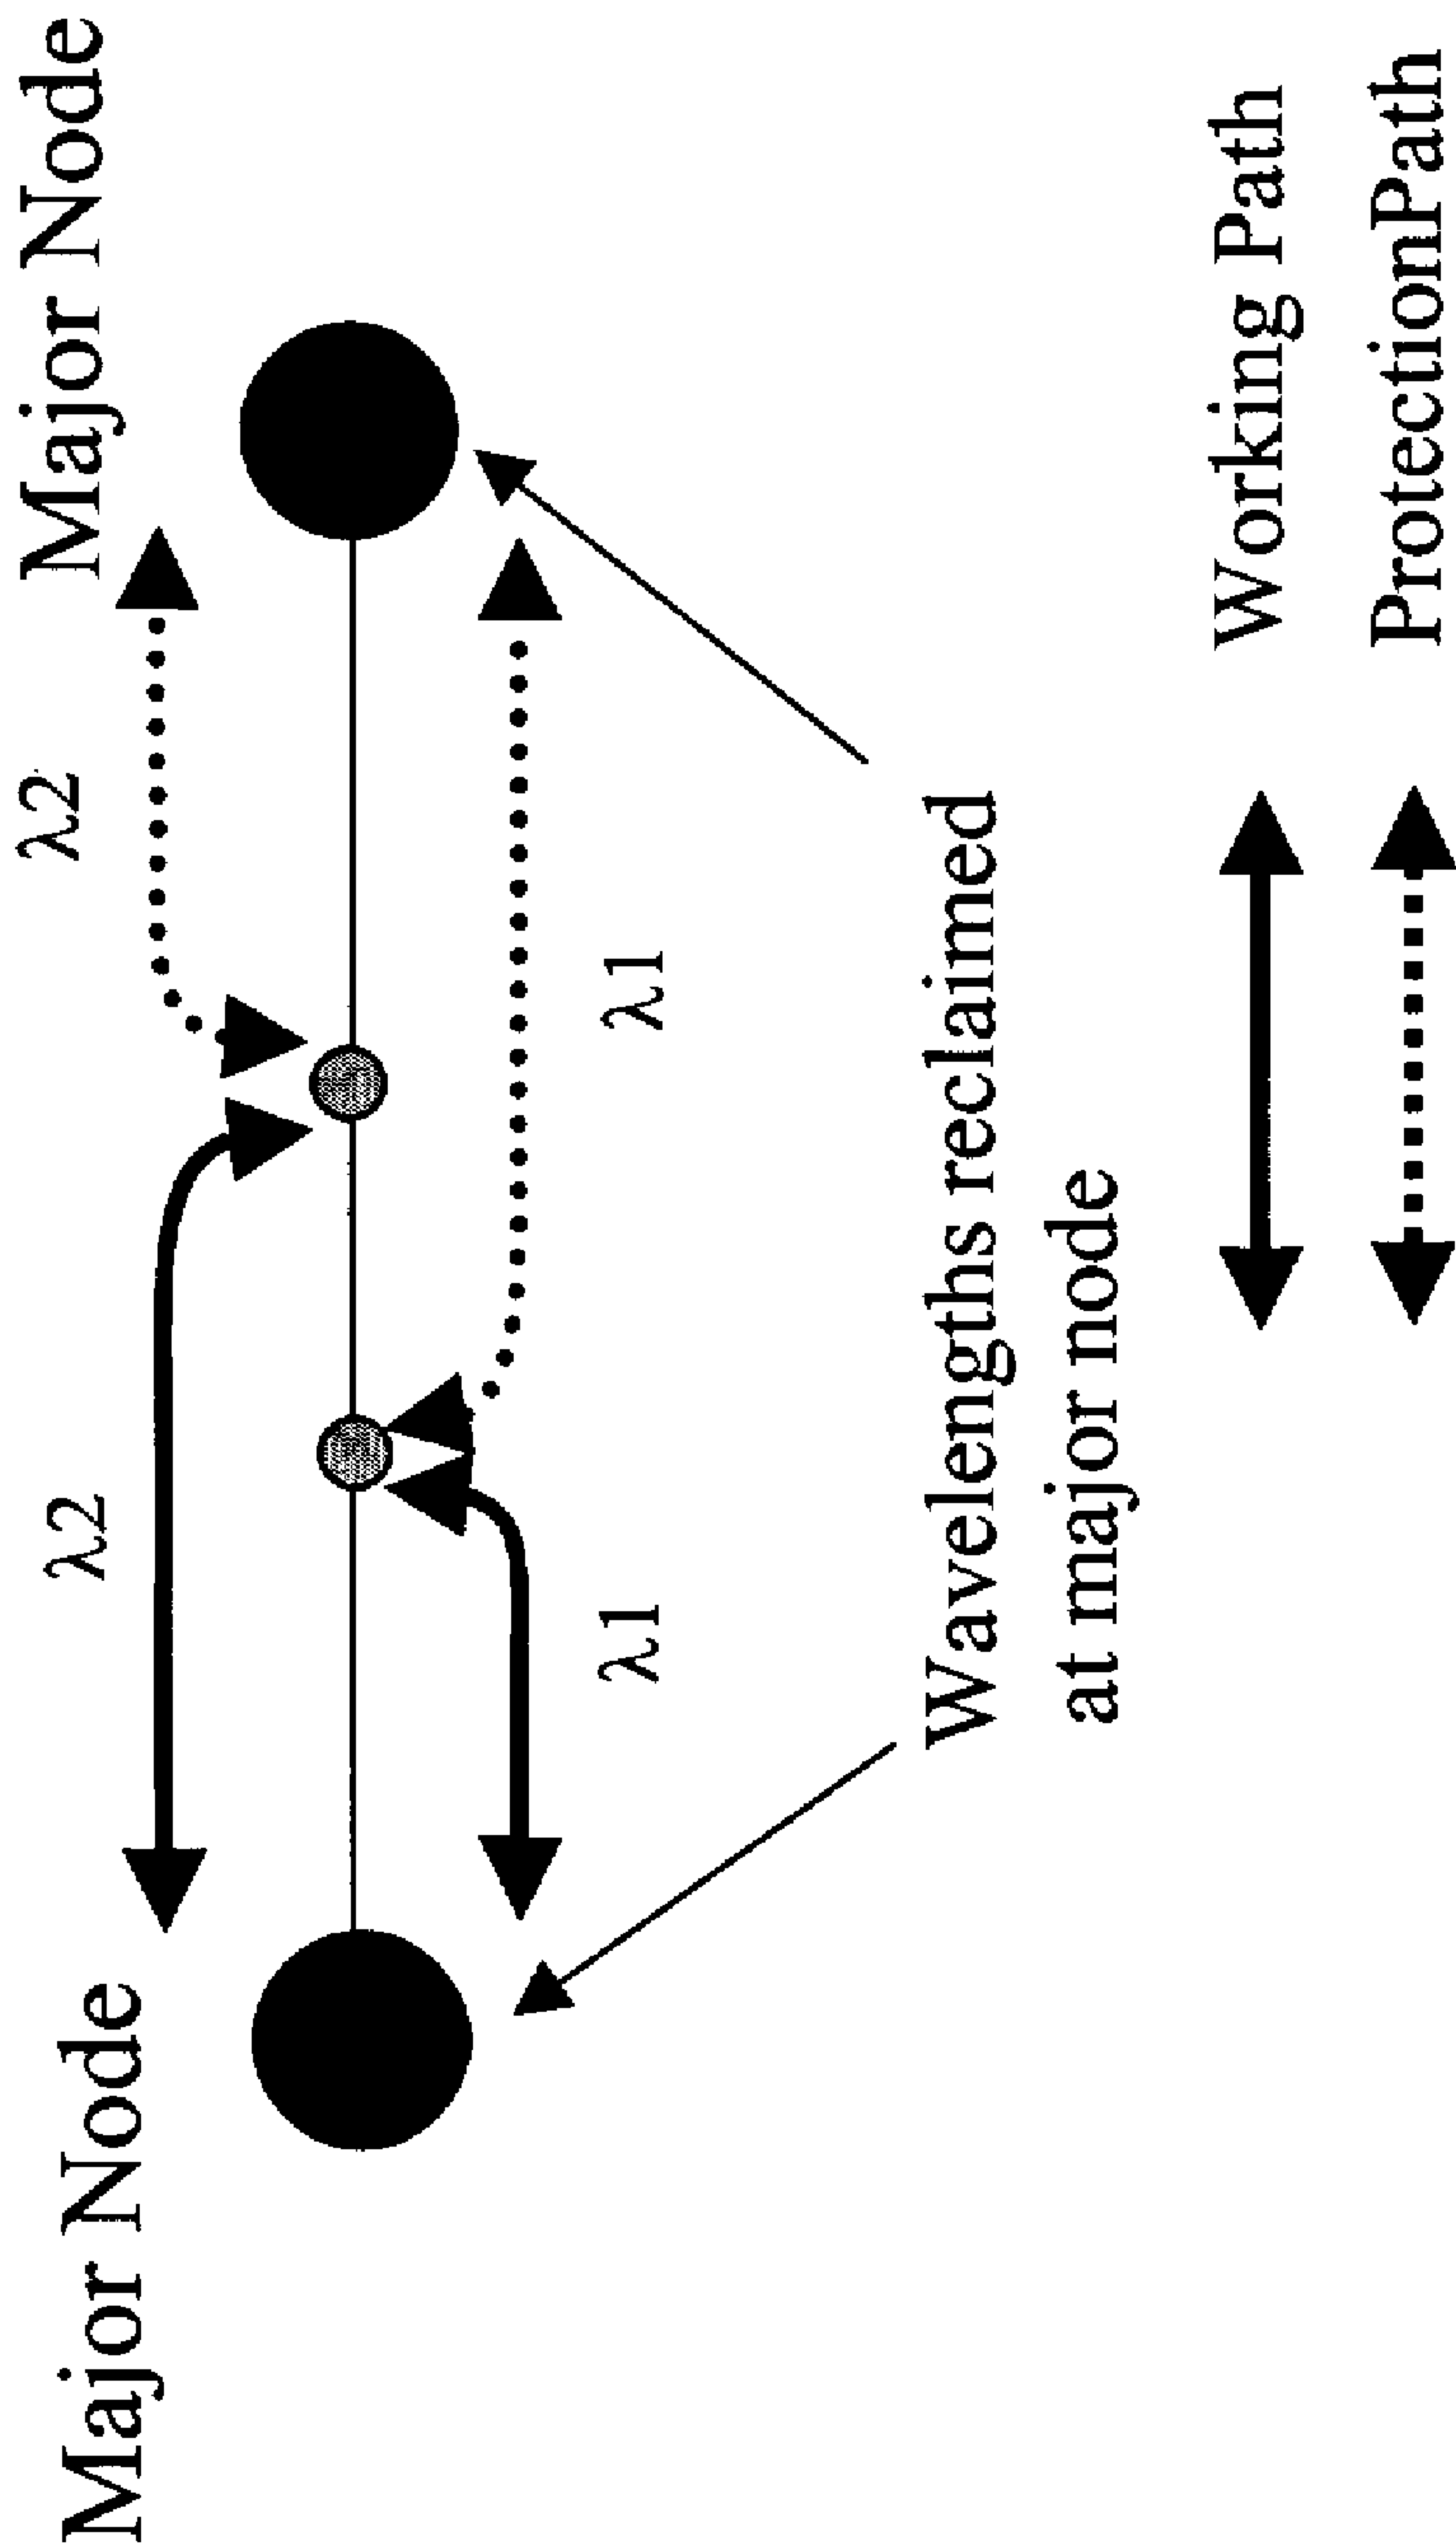 Major Node
Major Node
λ2
λ2
λ1
λ1
Wavelengths reclaimed
at major node
Working Path
ProtectionPath